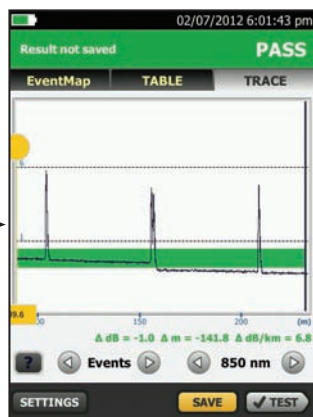 02/07/2012 6:01:43 pm
Result not saved PASS
EventMap TABLE TRACE
150 200 (m)
Δ dB = -1.0 Δ m = -141.8 Δ dB/km = 6.8
? Events 850 nm
SETTINGS SAVE ✓ TEST